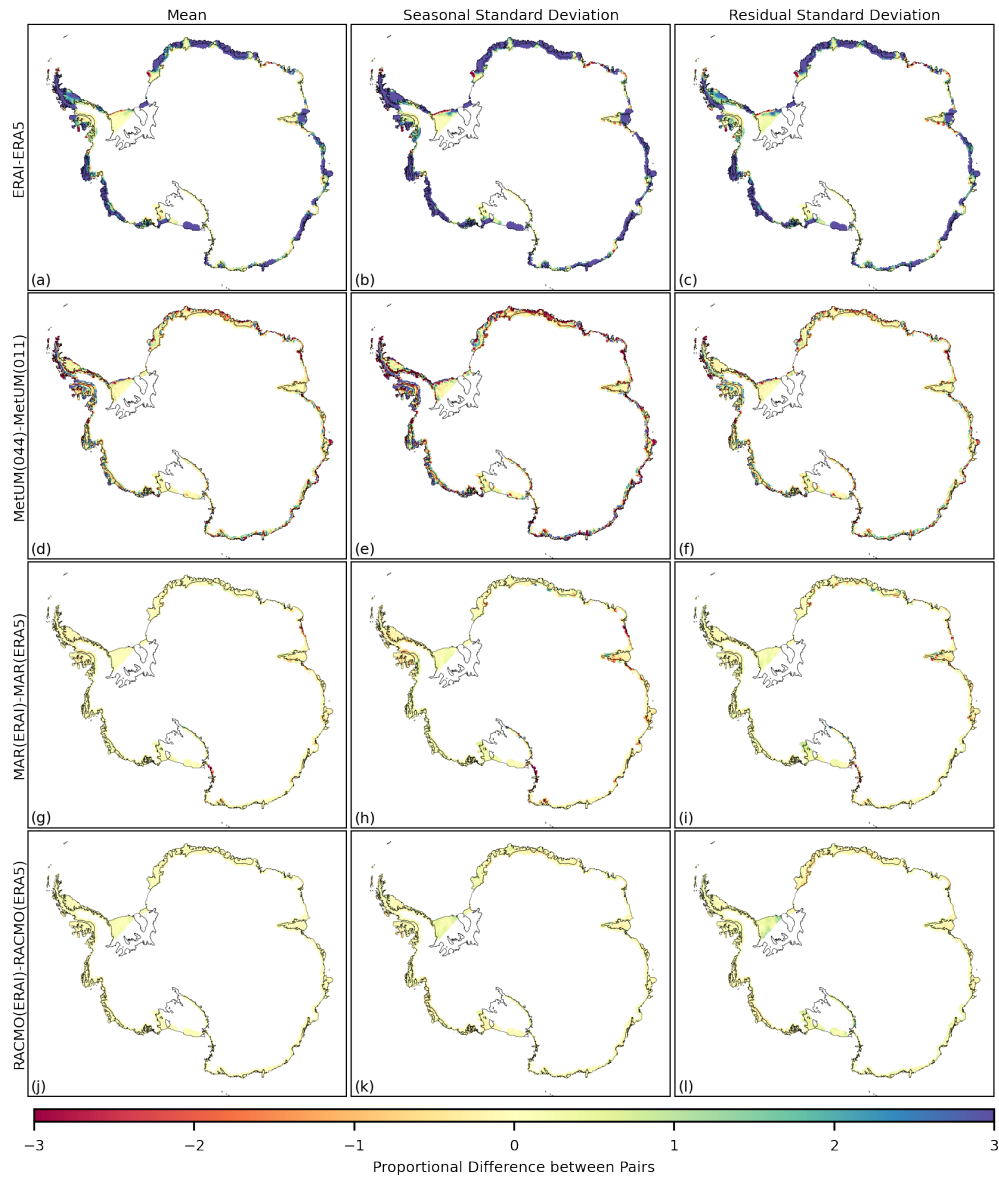 Mean
Seasonal Standard Deviation
Residual Standard Deviation
ERAI-ERA5
(a)
(b)
(c)
MetUM(044)-MetUM(011)
(d)
(e)
(f)
MAR(ERAI)-MAR(ERA5)
(g)
(h)
(i)
RACMO(ERAI)-RACMO(ERA5)
(j)
(k)
(l)
−3
−2
−1
0
1
2
3
Proportional Difference between Pairs